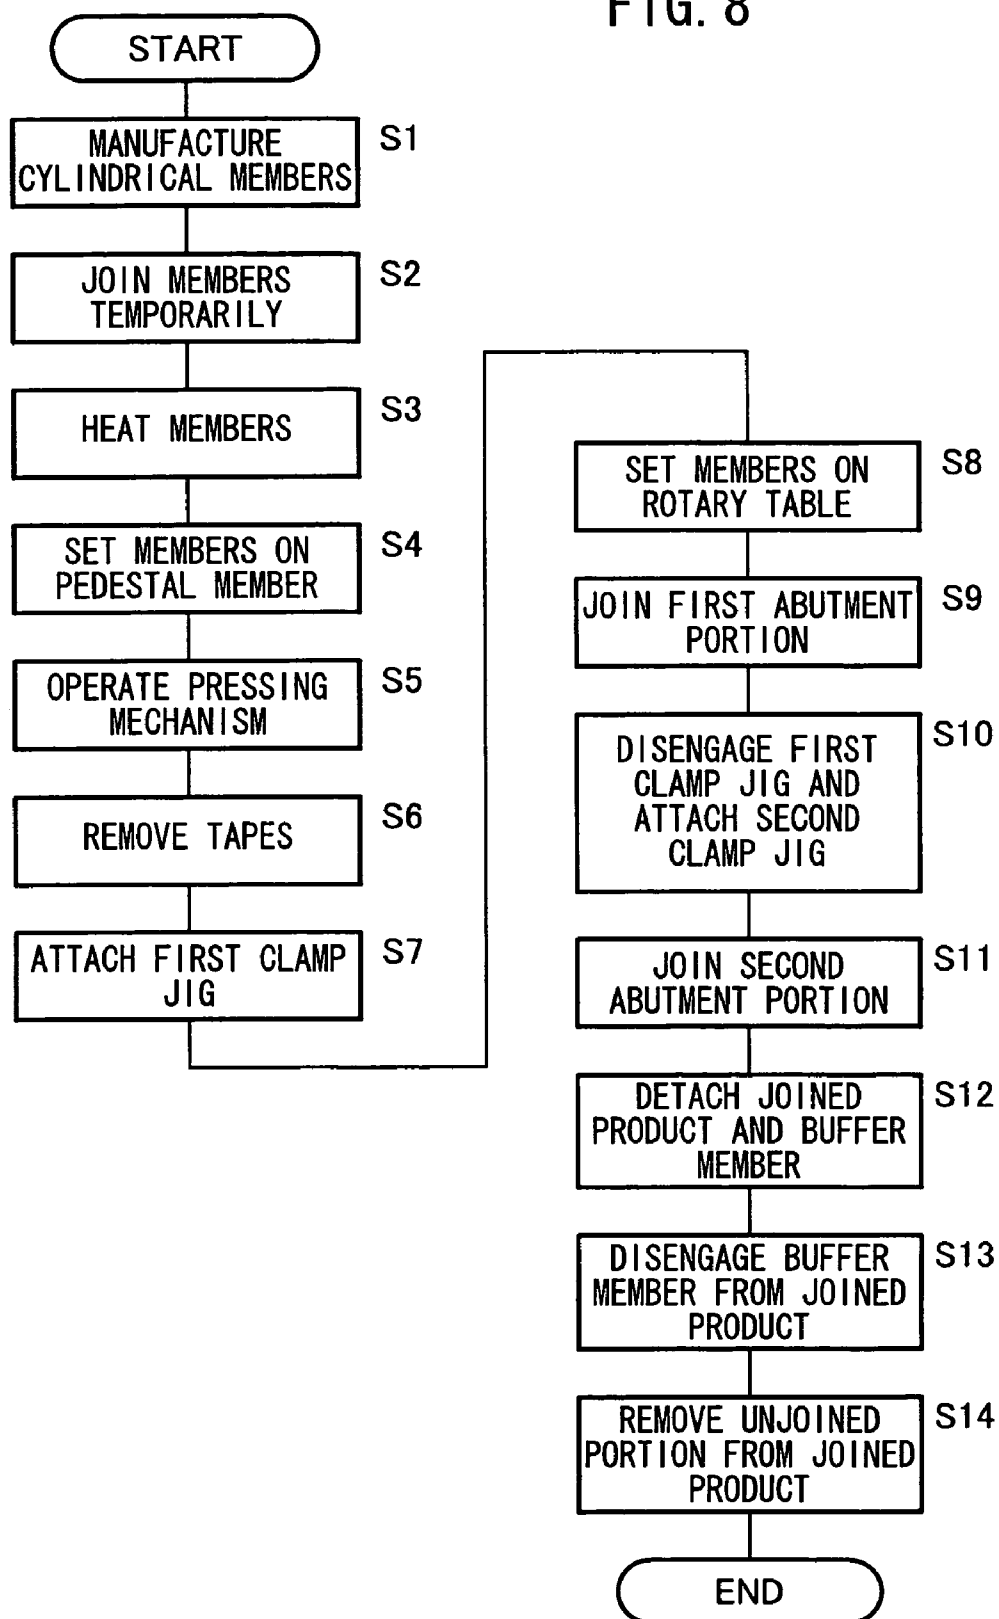 FIG. 8
START
MANUFACTURE
CYLINDRICAL MEMBERS
S1
JOIN MEMBERS
TEMPORARILY
S2
HEAT MEMBERS
S3
SET MEMBERS ON
PEDESTAL MEMBER
S4
OPERATE PRESSING
MECHANISM
S5
REMOVE TAPES
S6
ATTACH FIRST CLAMP
JIG
S7
SET MEMBERS ON
ROTARY TABLE
S8
JOIN FIRST ABUTMENT
PORTION
S9
DISENGAGE FIRST
CLAMP JIG AND
ATTACH SECOND
CLAMP JIG
S10
JOIN SECOND
ABUTMENT PORTION
S11
DETACH JOINED
PRODUCT AND BUFFER
MEMBER
S12
DISENGAGE BUFFER
MEMBER FROM JOINED
PRODUCT
S13
REMOVE UNJOINED
PORTION FROM JOINED
PRODUCT
S14
END